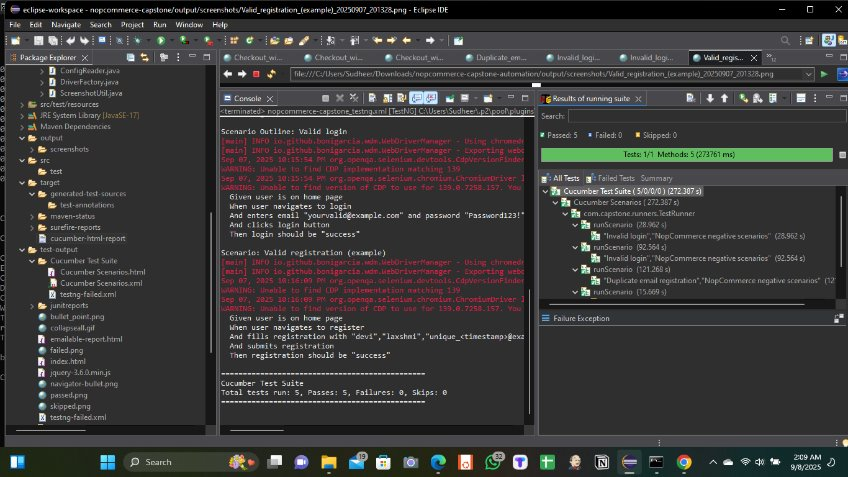 eclipse-workspace - nopcommerce-capstone/output/screenshots/Valid_registration_(example)_20250907_201328.png - Eclipse IDE
File Edit Navigate Search Project Run Window Help
Package Explorer
ConfigReader.java
DriverFactory.java
ScreenshotUtil.java
src/test/resources
JRE System Library [JavaSE-17]
Maven Dependencies
output
screenshots
src
test
target
generated-test-sources
test-annotations
maven-status
surefire-reports
cucumber-html-report
test-output
Cucumber Test Suite
Cucumber Scenarios.html
Cucumber Scenarios.xml
testng-failed.xml
junitreports
bullet_point.png
collapseall.gif
emailable-report.html
failed.png
index.html
jquery-3.6.0.min.js
navigator-bullet.png
passed.png
skipped.png
testng-failed.xml
Checkout_wi... Checkout_wi... Checkout_wi... Duplicate_em... Invalid_logi... Invalid_logi... Valid_regis...
file:///C:/Users/Sudheer/Downloads/nopcommerce-capstone-automation/output/screenshots/Valid_registration_(example)_20250907_201328.png
Console
<terminated> nopcommerce-capstone_testng.xml [TestNG] C:\Users\Sudheer\.p2\pool\plugins
Scenario Outline: Valid login
[main] INFO io.github.bonigarcia.wdm.WebDriverManager - Using chromedr
[main] INFO io.github.bonigarcia.wdm.WebDriverManager - Exporting webd
Sep 07, 2025 10:15:54 PM org.openqa.selenium.devtools.CdpVersionFinder
WARNING: Unable to find CDP implementation matching 139
Sep 07, 2025 10:15:54 PM org.openqa.selenium.chromium.ChromiumDriver l
WARNING: Unable to find version of CDP to use for 139.0.7258.157. You
Given user is on home page
When user navigates to login
And enters email "yourvalid@example.com" and password "Password123!"
And clicks login button
Then login should be "success"
Scenario: Valid registration (example)
[main] INFO io.github.bonigarcia.wdm.WebDriverManager - Using chromedr
[main] INFO io.github.bonigarcia.wdm.WebDriverManager - Exporting webd
Sep 07, 2025 10:16:09 PM org.openqa.selenium.devtools.CdpVersionFinder
WARNING: Unable to find CDP implementation matching 139
Sep 07, 2025 10:16:09 PM org.openqa.selenium.chromium.ChromiumDriver l
WARNING: Unable to find version of CDP to use for 139.0.7258.157. You
Given user is on home page
When user navigates to register
And fills registration with "devi","laxshmi","unique_<timestamp>@exa
And submits registration
Then registration should be "success"
===============================================
Cucumber Test Suite
Total tests run: 5, Passes: 5, Failures: 0, Skips: 0
===============================================
Results of running suite
Search:
Passed: 5 Failed: 0 Skipped: 0
Tests: 1/1 Methods: 5 (273761 ms)
All Tests Failed Tests Summary
Cucumber Test Suite ( 5/0/0/0 ) (272.387 s)
Cucumber Scenarios ( 272.387 s)
com.capstone.runners.TestRunner
runScenario (28.962 s)
"Invalid login","NopCommerce negative scenarios" (28.962 s)
runScenario (92.564 s)
"Invalid login","NopCommerce negative scenarios" (92.564 s)
runScenario (121.268 s)
"Duplicate email registration","NopCommerce negative scenarios" (12
runScenario (15.669 s)
Failure Exception
Search
19
32
2:09 AM
9/8/2025